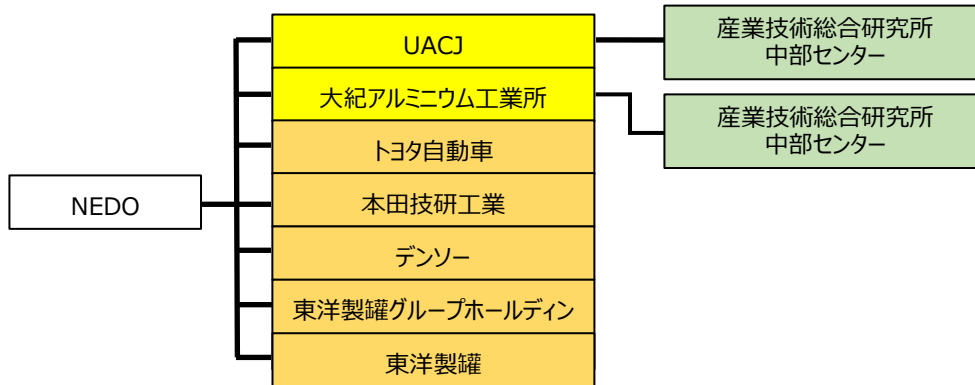 UACJ
産業技術総合研究所
中部センター
大紀アルミニウム工業所
産業技術総合研究所
中部センター
トヨタ自動車
NEDO
本田技研工業
デンソー
東洋製罐グループホールディン
東洋製罐